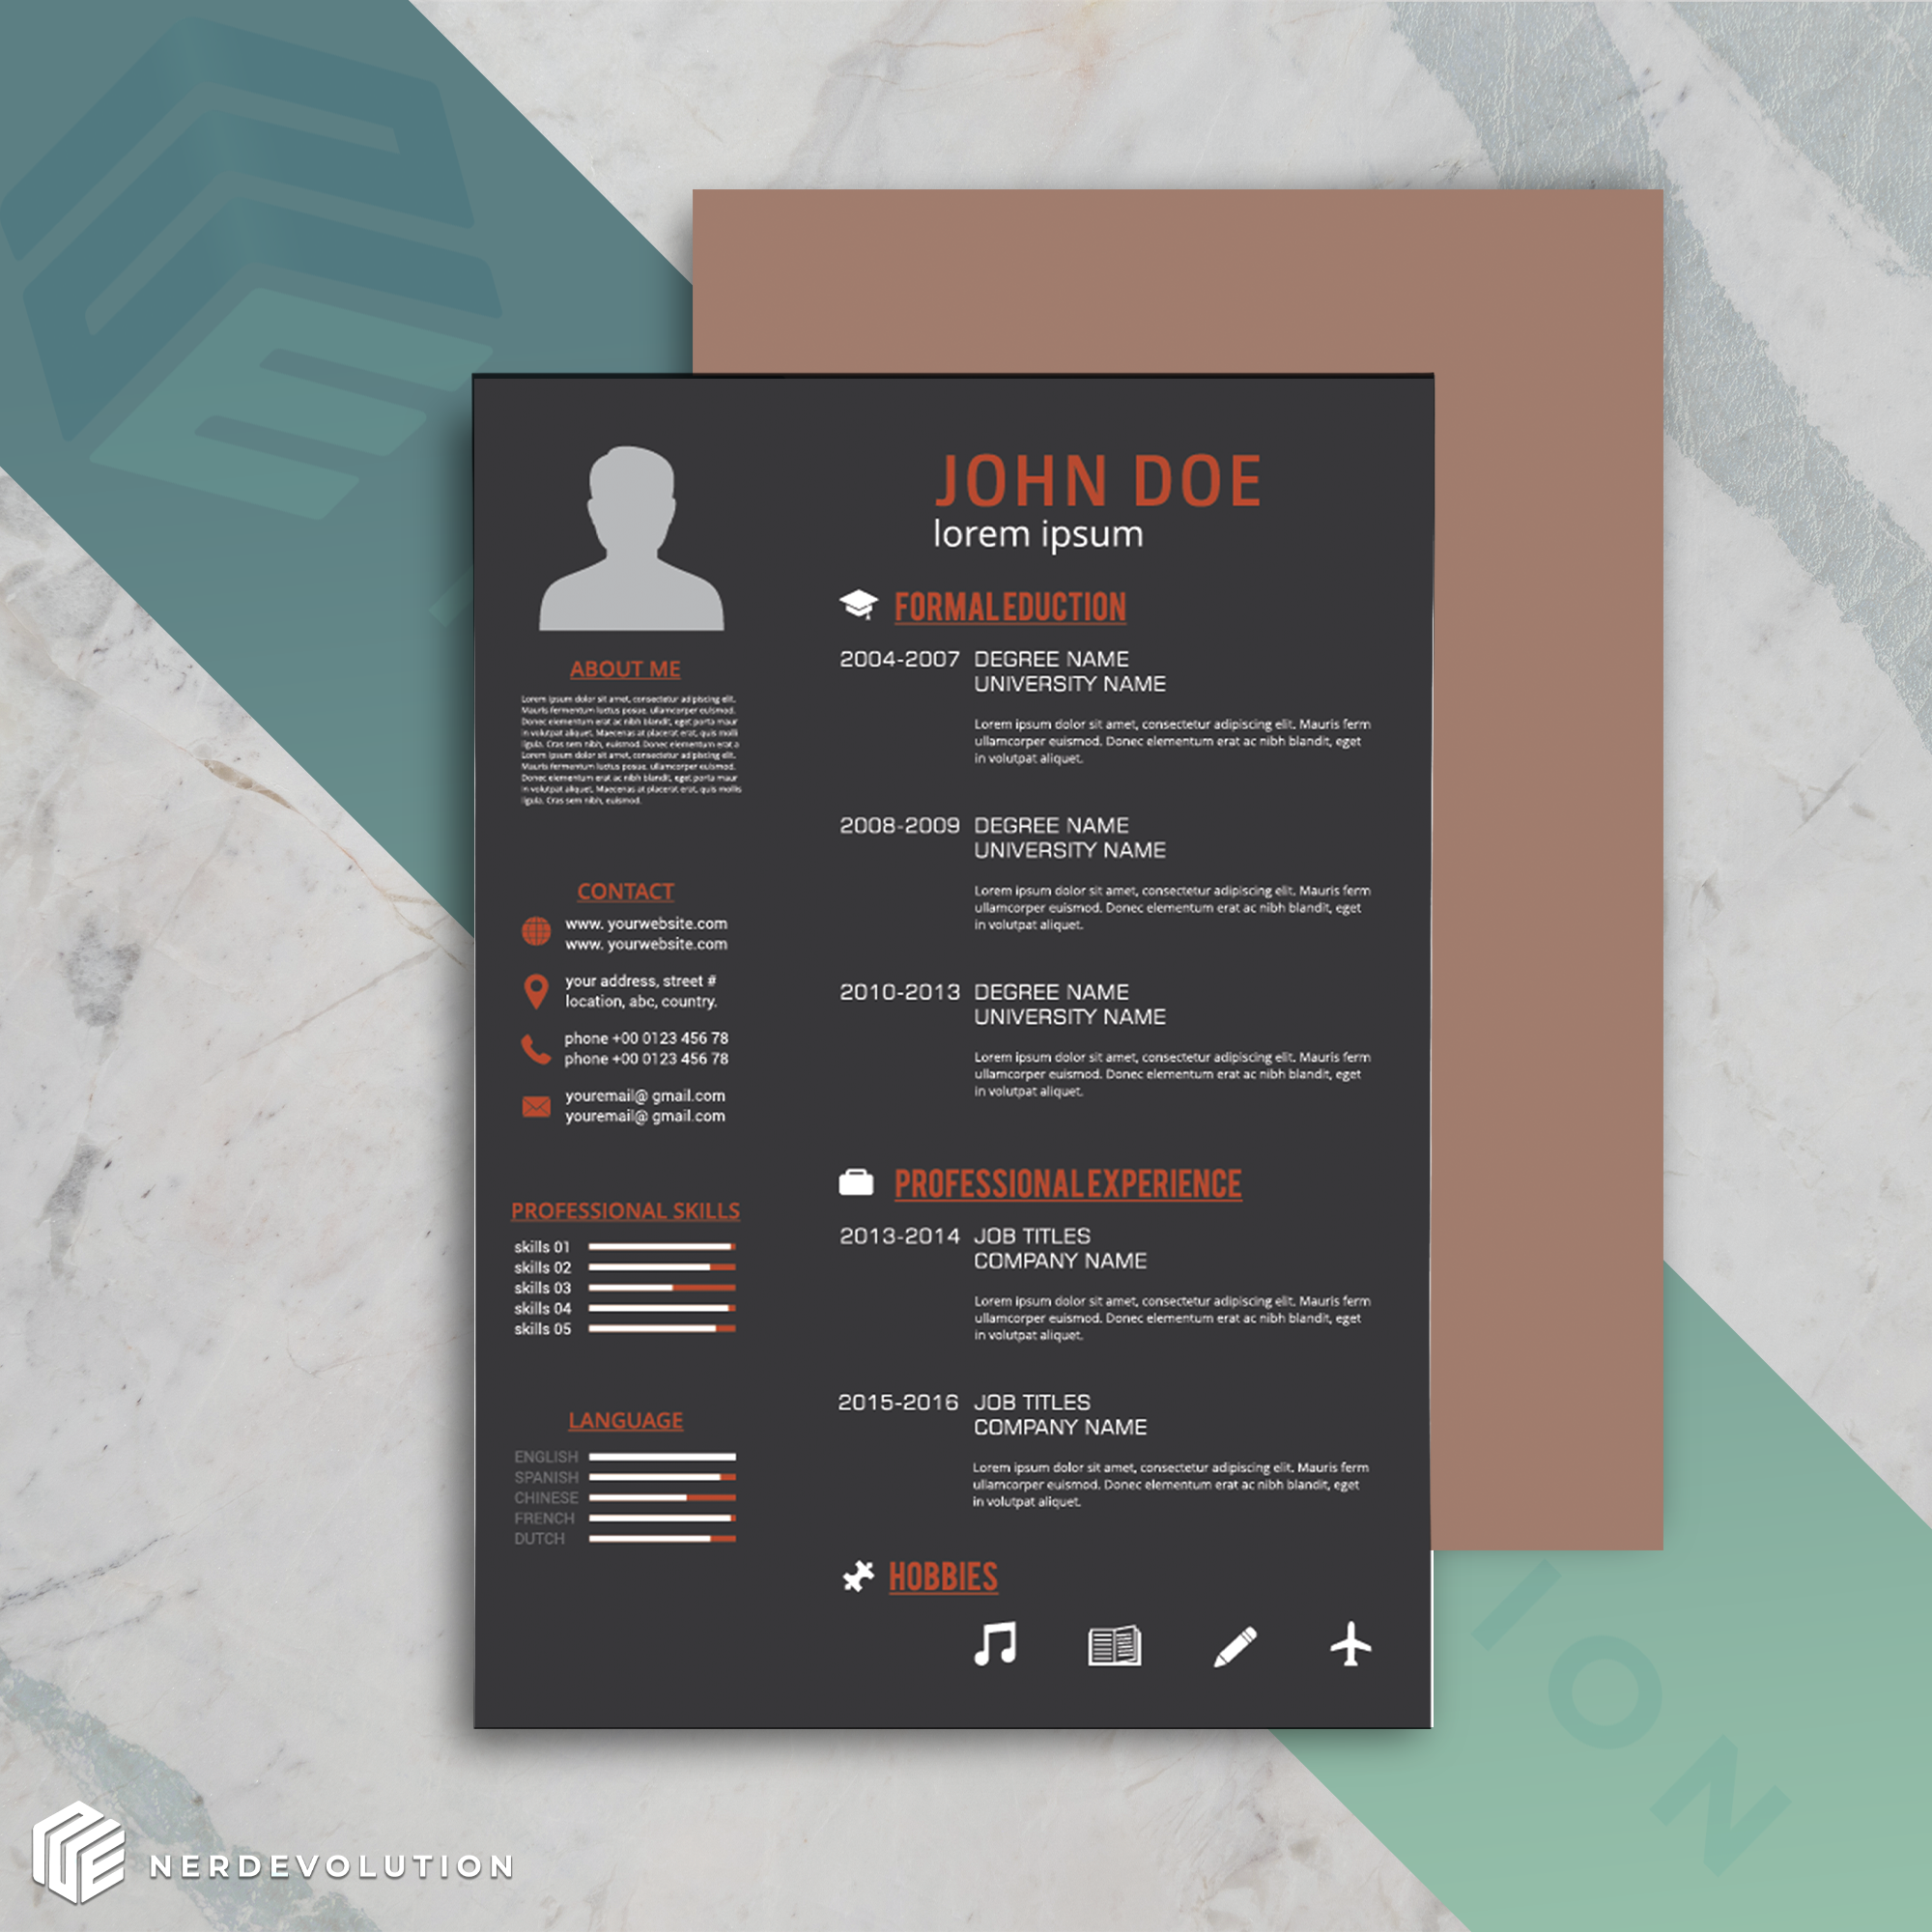 JOHN DOE
lorem ipsum
ABOUT ME
Lorem ipsum dolor sit amet, consectetur adipiscing elit.
Mauris fermentum luctus posue, ullamcorper euismod.
Donec elementum erat ac nibh blandit, eget porta maur
in volutpat aliquet. Maecenas at placerat erat, quis molli
ligula. Cras sem nibh, euismod. Donec elementum erat a
Lorem ipsum dolor sit amet, consectetur adipiscing elit.
Mauris fermentum luctus posue, ullamcorper euismod.
Donec elementum erat ac nibh blandit, eget porta maur
in volutpat aliquet. Maecenas at placerat erat, quis mollis
ligula. Cras sem nibh, euismod.
CONTACT
www. yourwebsite.com
www. yourwebsite.com
your address, street #
location, abc, country.
phone +00 0123 456 78
phone +00 0123 456 78
youremail@ gmail.com
youremail@ gmail.com
PROFESSIONAL SKILLS
skills 01
skills 02
skills 03
skills 04
skills 05
LANGUAGE
ENGLISH
SPANISH
CHINESE
FRENCH
DUTCH
FORMAL EDUCTION
2004-2007 DEGREE NAME
UNIVERSITY NAME
Lorem ipsum dolor sit amet, consectetur adipiscing elit. Mauris ferm
ullamcorper euismod. Donec elementum erat ac nibh blandit, eget
in volutpat aliquet.
2008-2009 DEGREE NAME
UNIVERSITY NAME
Lorem ipsum dolor sit amet, consectetur adipiscing elit. Mauris ferm
ullamcorper euismod. Donec elementum erat ac nibh blandit, eget
in volutpat aliquet.
2010-2013 DEGREE NAME
UNIVERSITY NAME
Lorem ipsum dolor sit amet, consectetur adipiscing elit. Mauris ferm
ullamcorper euismod. Donec elementum erat ac nibh blandit, eget
in volutpat aliquet.
PROFESSIONAL EXPERIENCE
2013-2014 JOB TITLES
COMPANY NAME
Lorem ipsum dolor sit amet, consectetur adipiscing elit. Mauris ferm
ullamcorper euismod. Donec elementum erat ac nibh blandit, eget
in volutpat aliquet.
2015-2016 JOB TITLES
COMPANY NAME
Lorem ipsum dolor sit amet, consectetur adipiscing elit. Mauris ferm
ullamcorper euismod. Donec elementum erat ac nibh blandit, eget
in volutpat aliquet.
HOBBIES
ION
NERDEVOLUTION